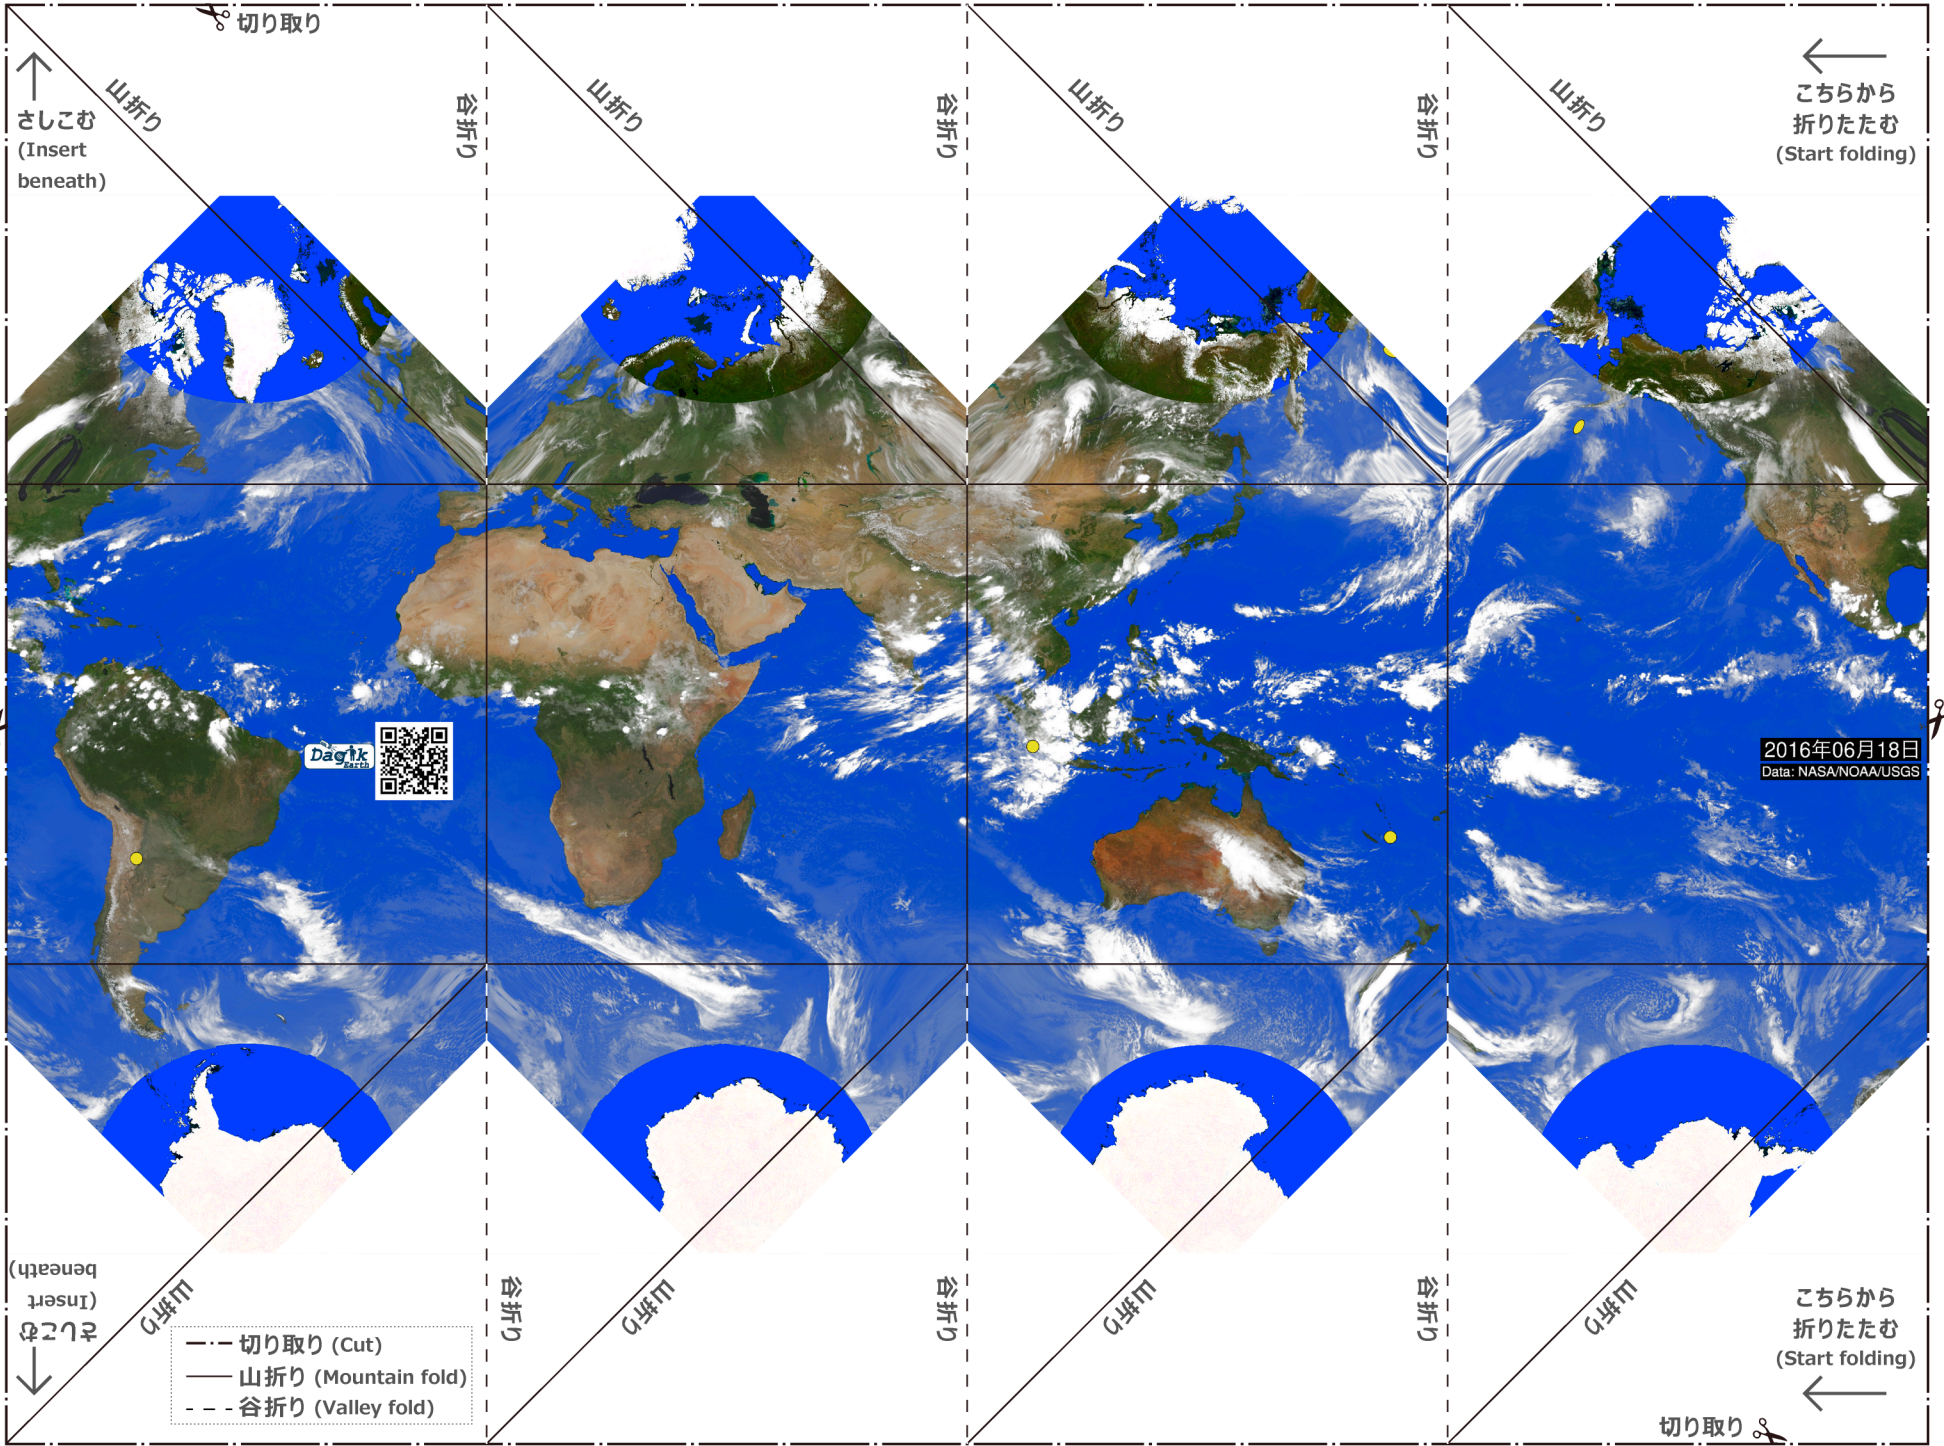 切り取り
山折り
谷折り
山折り
谷折り
山折り
谷折り
山折り
さしこむ
(Insert
beneath)
こちらから
折りたたむ
(Start folding)
Dagik
Earth
2016年06月18日
Data: NASA/NOAA/USGS
さしこむ
(Insert
beneath)
山折り
谷折り
山折り
谷折り
山折り
谷折り
山折り
こちらから
折りたたむ
(Start folding)
切り取り (Cut)
山折り (Mountain fold)
谷折り (Valley fold)
切り取り